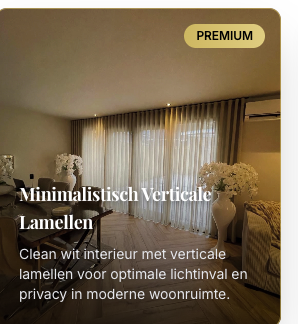 PREMIUM
Minimalistisch Verticale
Lamellen
Clean wit interieur met verticale
lamellen voor optimale lichtinval en
privacy in moderne woonruimte.